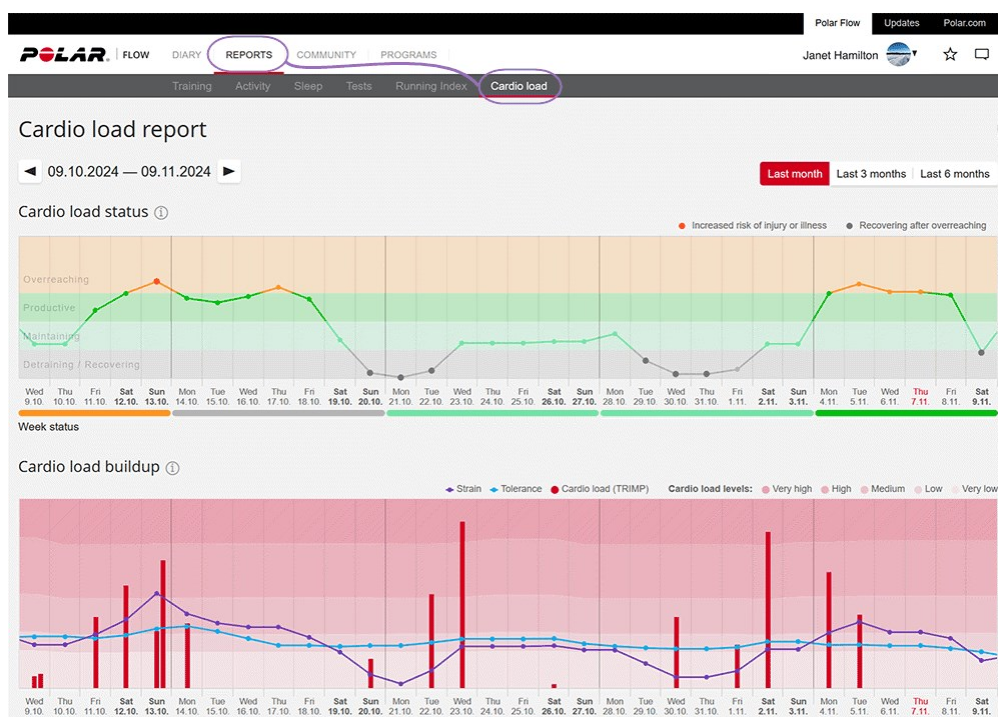 Polar Flow Updates Polar.com
POLAR. FLOW DIARY REPORTS COMMUNITY PROGRAMS Janet Hamilton
Training Activity Sleep Tests Running Index Cardio load
Cardio load report
09.10.2024 — 09.11.2024
Last month Last 3 months Last 6 months
Cardio load status
Increased risk of injury or illness Recovering after overreaching
Overreaching
Productive
Maintaining
Detraining / Recovering
Wed Thu Fri Sat Sun Mon Tue Wed Thu Fri Sat Sun Mon Tue Wed Thu Fri Sat Sun Mon Tue Wed Thu Fri Sat Sun Mon Tue Wed Thu Fri Sat
9.10. 10.10. 11.10. 12.10. 13.10. 14.10. 15.10. 16.10. 17.10. 18.10. 19.10. 20.10. 21.10. 22.10. 23.10. 24.10. 25.10. 26.10. 27.10. 28.10. 29.10. 30.10. 31.10. 1.11. 2.11. 3.11. 4.11. 5.11. 6.11. 7.11. 8.11. 9.11.
Week status
Cardio load buildup
Strain Tolerance Cardio load (TRIMP) Cardio load levels: Very high High Medium Low Very low
Wed Thu Fri Sat Sun Mon Tue Wed Thu Fri Sat Sun Mon Tue Wed Thu Fri Sat Sun Mon Tue Wed Thu Fri Sat Sun Mon Tue Wed Thu Fri Sat
9.10. 10.10. 11.10. 12.10. 13.10. 14.10. 15.10. 16.10. 17.10. 18.10. 19.10. 20.10. 21.10. 22.10. 23.10. 24.10. 25.10. 26.10. 27.10. 28.10. 29.10. 30.10. 31.10. 1.11. 2.11. 3.11. 4.11. 5.11. 6.11. 7.11. 8.11. 9.11.